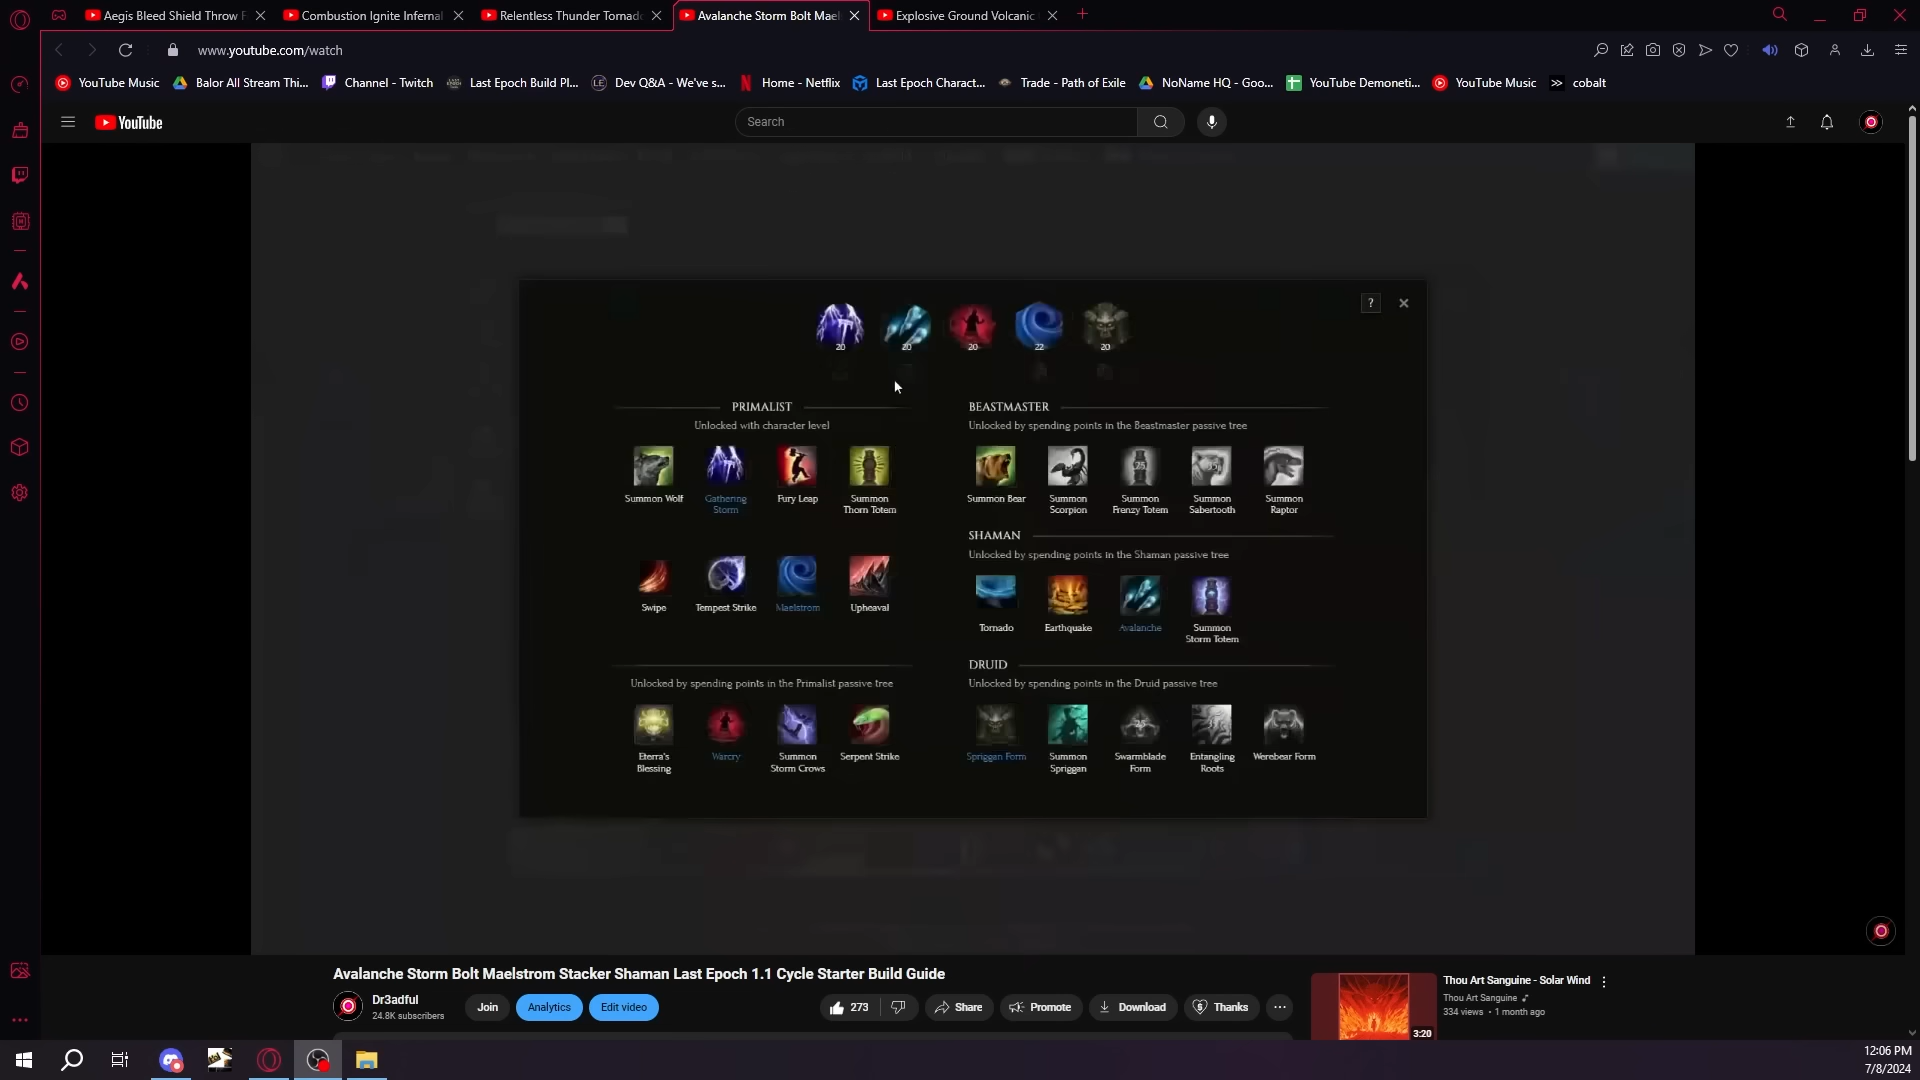 Aegis Bleed Shield Throw F
Combustion Ignite Infernal
Relentless Thunder Tornado
Avalanche Storm Bolt Mael
Explosive Ground Volcanic
www.youtube.com/watch
YouTube Music
Balor All Stream Thi...
Channel - Twitch
Last Epoch Build Pl...
Dev Q&A - We've s...
Home - Netflix
Last Epoch Charact...
Trade - Path of Exile
NoName HQ - Goo...
YouTube Demoneti...
YouTube Music
cobalt
YouTube
Search
?
20
20
20
22
20
PRIMALIST
Unlocked with character level
Summon Wolf
Gathering
Storm
Fury Leap
Summon
Thorn Totem
Swipe
Tempest Strike
Maelstrom
Upheaval
Unlocked by spending points in the Primalist passive tree
Eterra's
Blessing
Warcry
Summon
Storm Crows
Serpent Strike
BEASTMASTER
Unlocked by spending points in the Beastmaster passive tree
Summon Bear
Summon
Scorpion
Summon
Frenzy Totem
Summon
Sabertooth
Summon
Raptor
SHAMAN
Unlocked by spending points in the Shaman passive tree
Tornado
Earthquake
Avalanche
Summon
Storm Totem
DRUID
Unlocked by spending points in the Druid passive tree
Spriggan Form
Summon
Spriggan
Swarmblade
Form
Entangling
Roots
Werebear Form
Avalanche Storm Bolt Maelstrom Stacker Shaman Last Epoch 1.1 Cycle Starter Build Guide
Dr3adful
24.8K subscribers
Join
Analytics
Edit video
273
Share
Promote
Download
Thanks
Thou Art Sanguine - Solar Wind
Thou Art Sanguine
334 views • 1 month ago
3:20
12:06 PM
7/8/2024